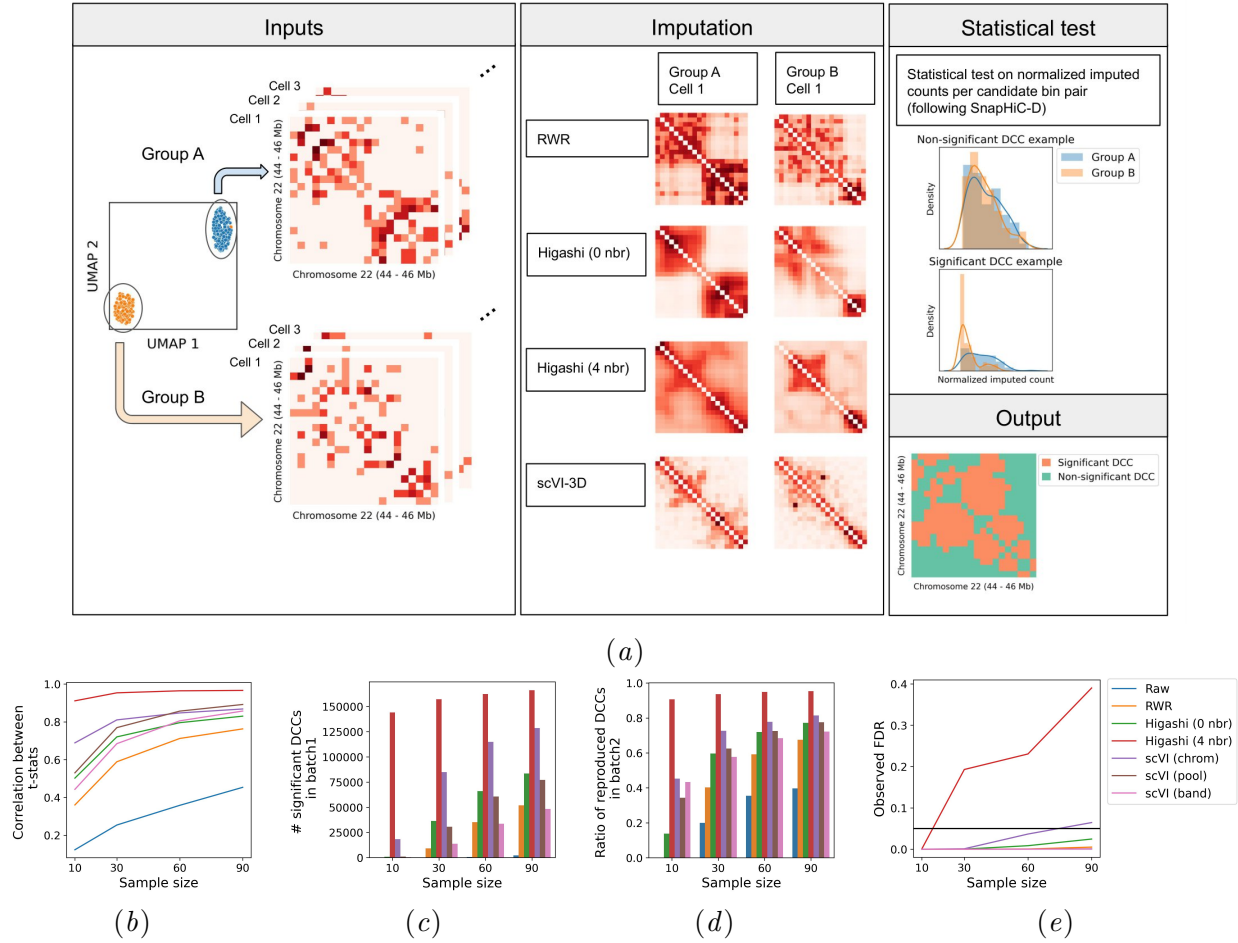 Inputs
Imputation
Statistical test
Cell 3
Cell 2
Cell 1
Group A
Chromosome 22 (44 - 46 Mb)
Chromosome 22 (44 - 46 Mb)
UMAP 2
UMAP 1
Cell 3
Cell 2
Cell 1
Group B
Chromosome 22 (44 - 46 Mb)
Chromosome 22 (44 - 46 Mb)
Group A
Cell 1
Group B
Cell 1
RWR
Higashi (0 nbr)
Higashi (4 nbr)
scVI-3D
Statistical test on normalized imputed
counts per candidate bin pair
(following SnapHiC-D)
Non-significant DCC example
Group A
Group B
Density
Significant DCC example
Density
Normalized imputed count
Output
Significant DCC
Non-significant DCC
Chromosome 22 (44 - 46 Mb)
Chromosome 22 (44 - 46 Mb)
(a)
Correlation between
t-stats
1.0
0.8
0.6
0.4
0.2
10 30 60 90
Sample size
(b)
# significant DCCs
in batch1
150000
125000
100000
75000
50000
25000
0
10 30 60 90
Sample size
(c)
Ratio of reproduced DCCs
in batch2
1.0
0.8
0.6
0.4
0.2
0.0
10 30 60 90
Sample size
(d)
Observed FDR
0.4
0.3
0.2
0.1
0.0
10 30 60 90
Sample size
(e)
Raw
RWR
Higashi (0 nbr)
Higashi (4 nbr)
scVI (chrom)
scVI (pool)
scVI (band)